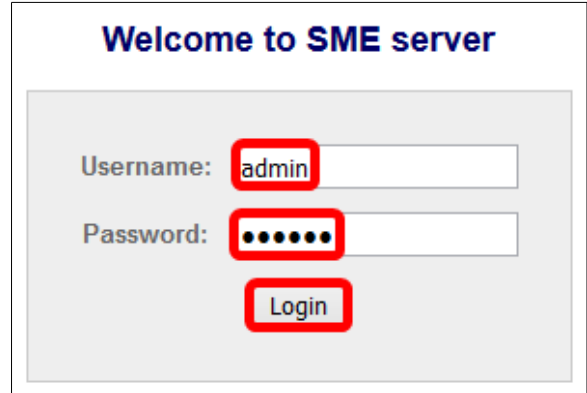 Welcome to SME server
Username: admin
Password: ●●●●●●
Login